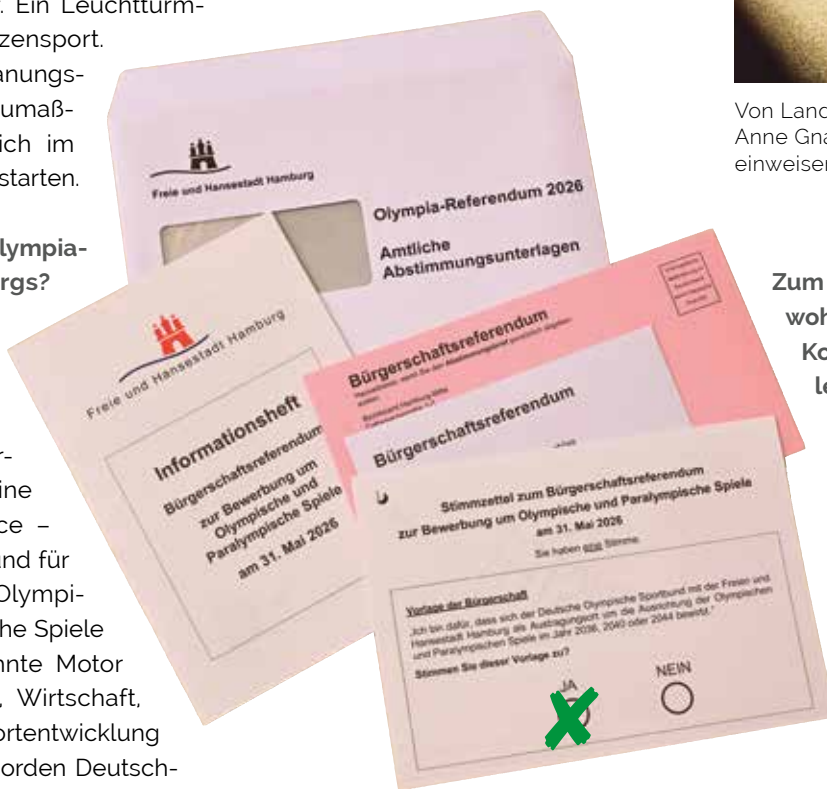 . Ein Leuchtturm-
zensport.
anungs-
umaß-
ich im
starten.
lympia-
rgs?
r-
ine
ce –
und für
Olympi-
he Spiele
nnte Motor
, Wirtschaft,
ortentwicklung
orden Deutsch-
Freie und Hansestadt Hamburg
Olympia-Referendum 2026
Amtliche
Abstimmungsunterlagen
Freie und Hansestadt Hamburg
Informationsheft
Bürgerschaftsreferendum
zur Bewerbung um
Olympische und
Paralympische Spiele
am 31. Mai 2026
Bürgerschaftsreferendum
Bürgerschaftsreferendum
Stimmzettel zum Bürgerschaftsreferendum
zur Bewerbung um Olympische und Paralympische Spiele
am 31. Mai 2026
Sie haben eine Stimme.
Vorlage der Bürgerschaft
„Ich bin dafür, dass sich der Deutsche Olympische Sportbund mit der Freien und
Hansestadt Hamburg als Austragungsort um die Ausrichtung der Olympischen
und Paralympischen Spiele im Jahr 2036, 2040 oder 2044 bewirbt.“
Stimmen Sie dieser Vorlage zu?
JA
NEIN
Von Land
Anne Gna
einweiser
Zum
woh
Ko
le